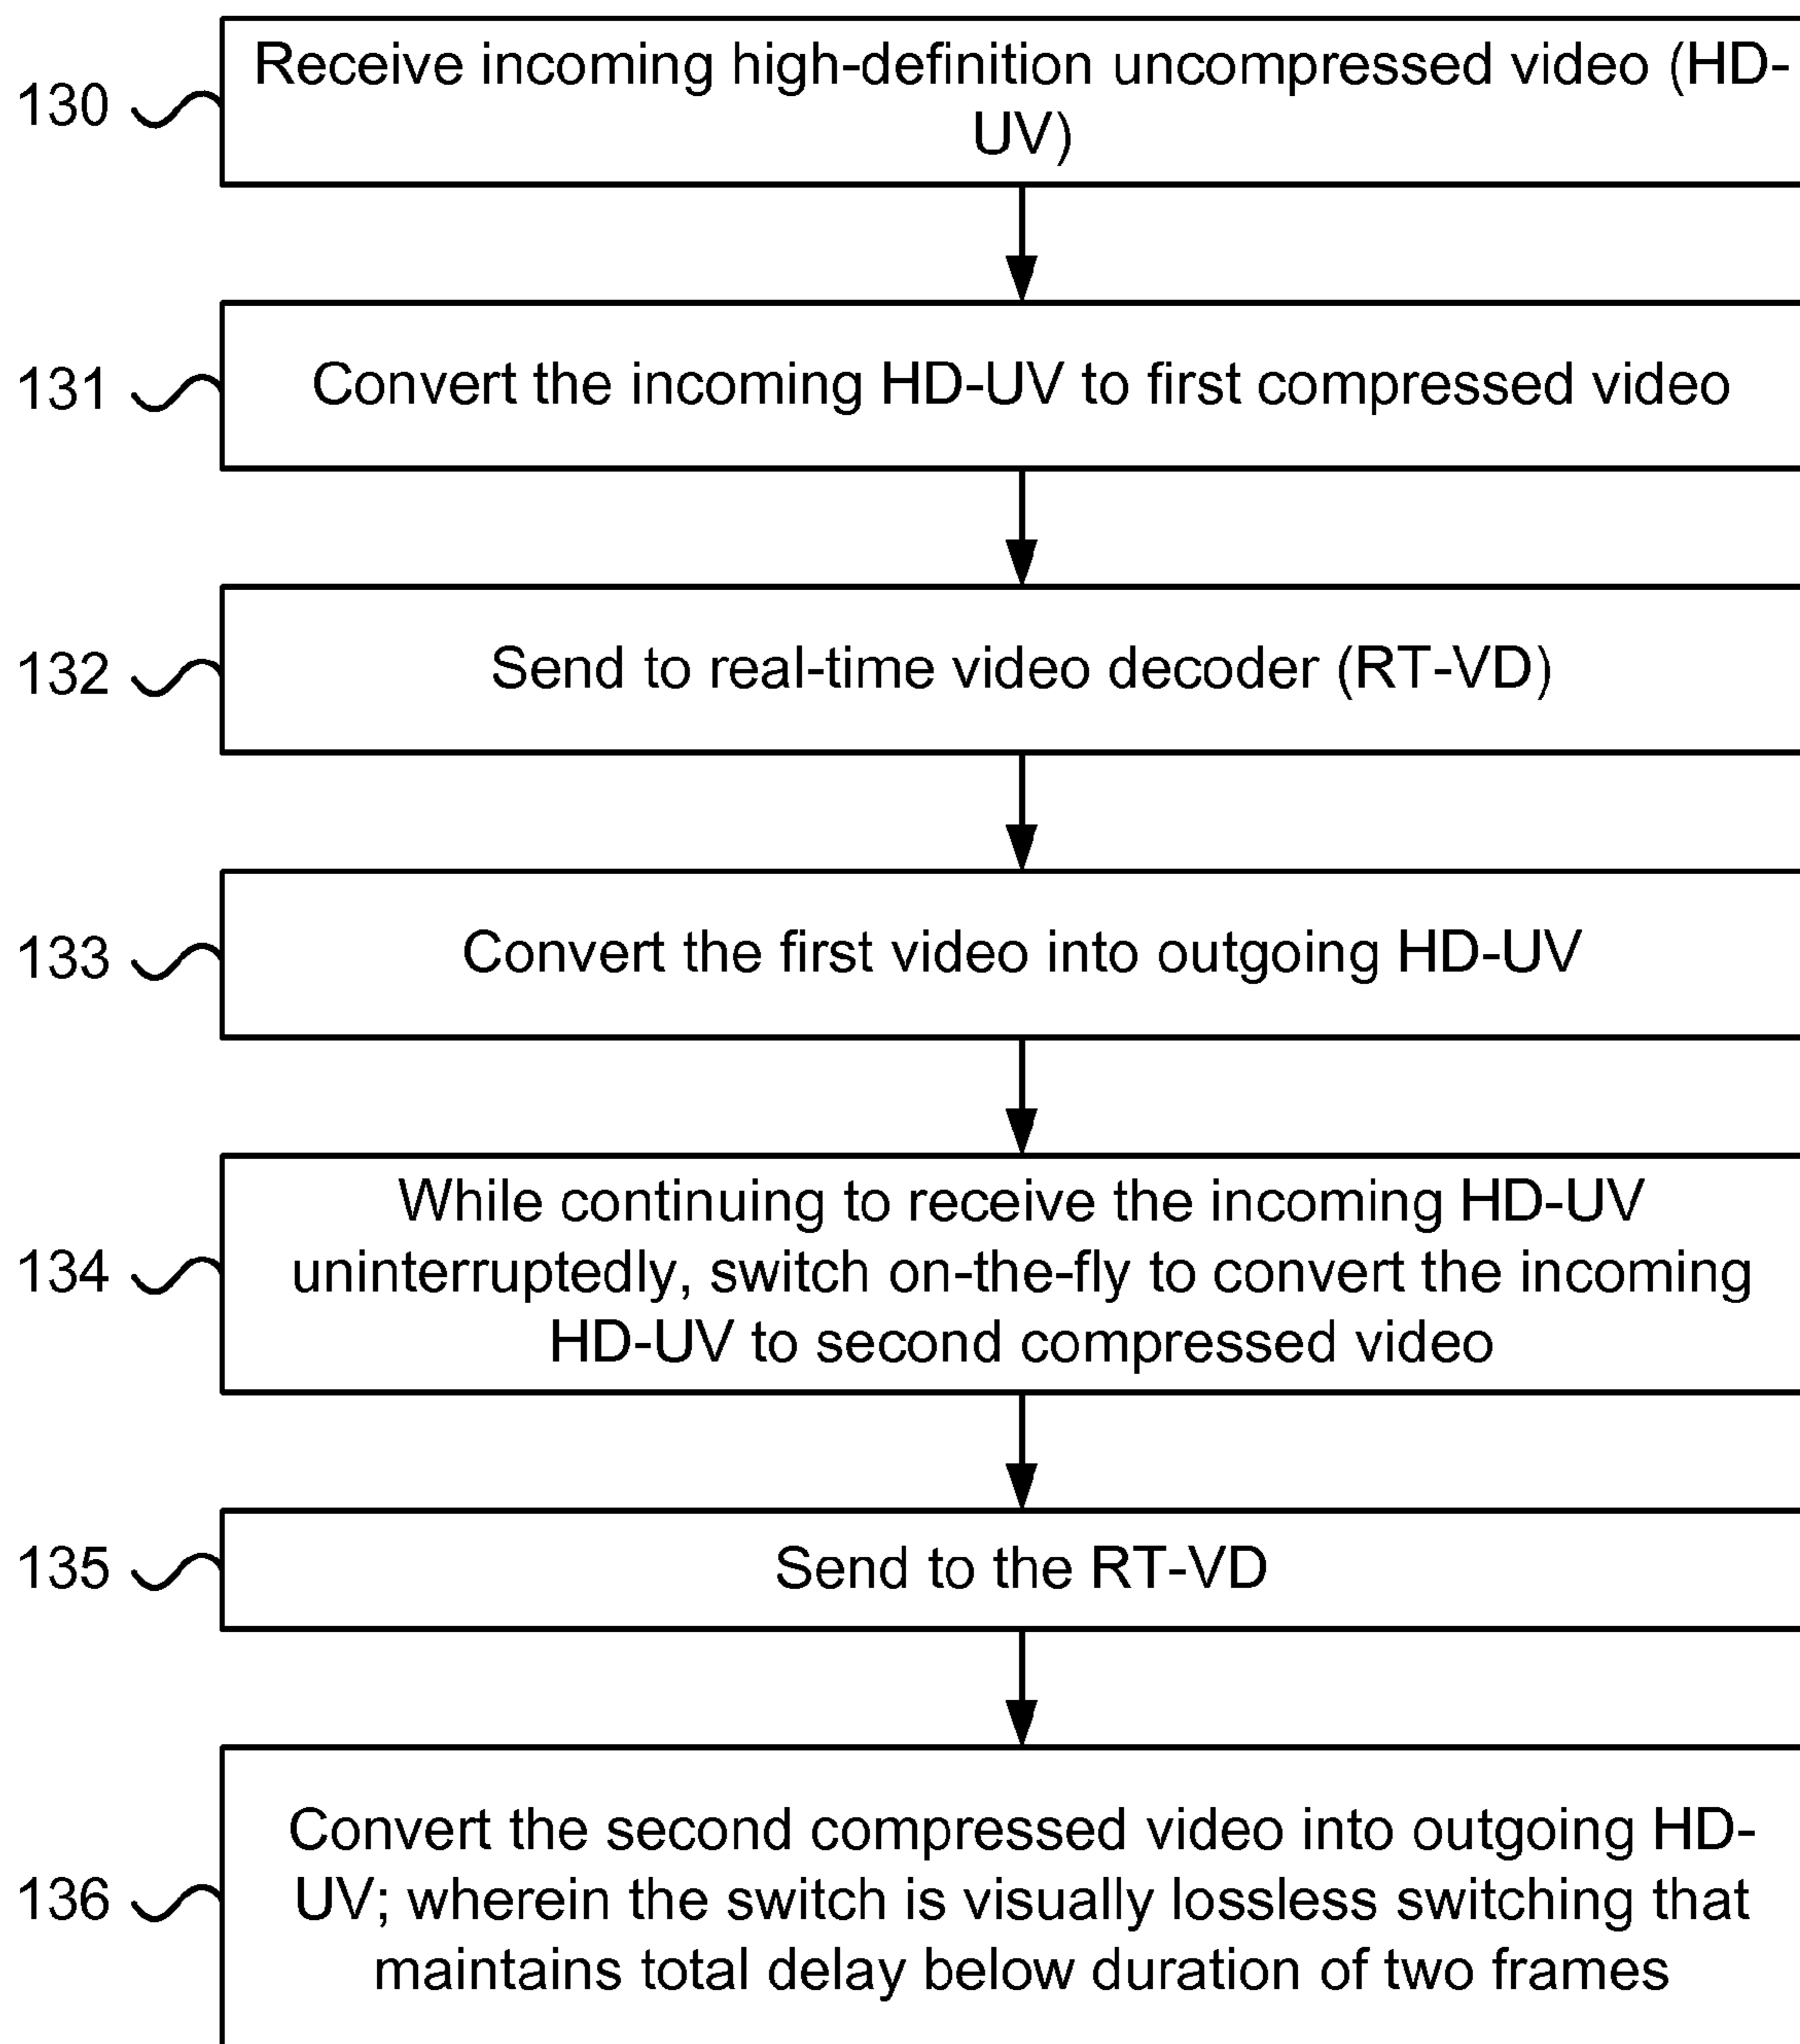 130
Receive incoming high-definition uncompressed video (HD-
UV)
131
Convert the incoming HD-UV to first compressed video
132
Send to real-time video decoder (RT-VD)
133
Convert the first video into outgoing HD-UV
134
While continuing to receive the incoming HD-UV
uninterruptedly, switch on-the-fly to convert the incoming
HD-UV to second compressed video
135
Send to the RT-VD
136
Convert the second compressed video into outgoing HD-
UV; wherein the switch is visually lossless switching that
maintains total delay below duration of two frames